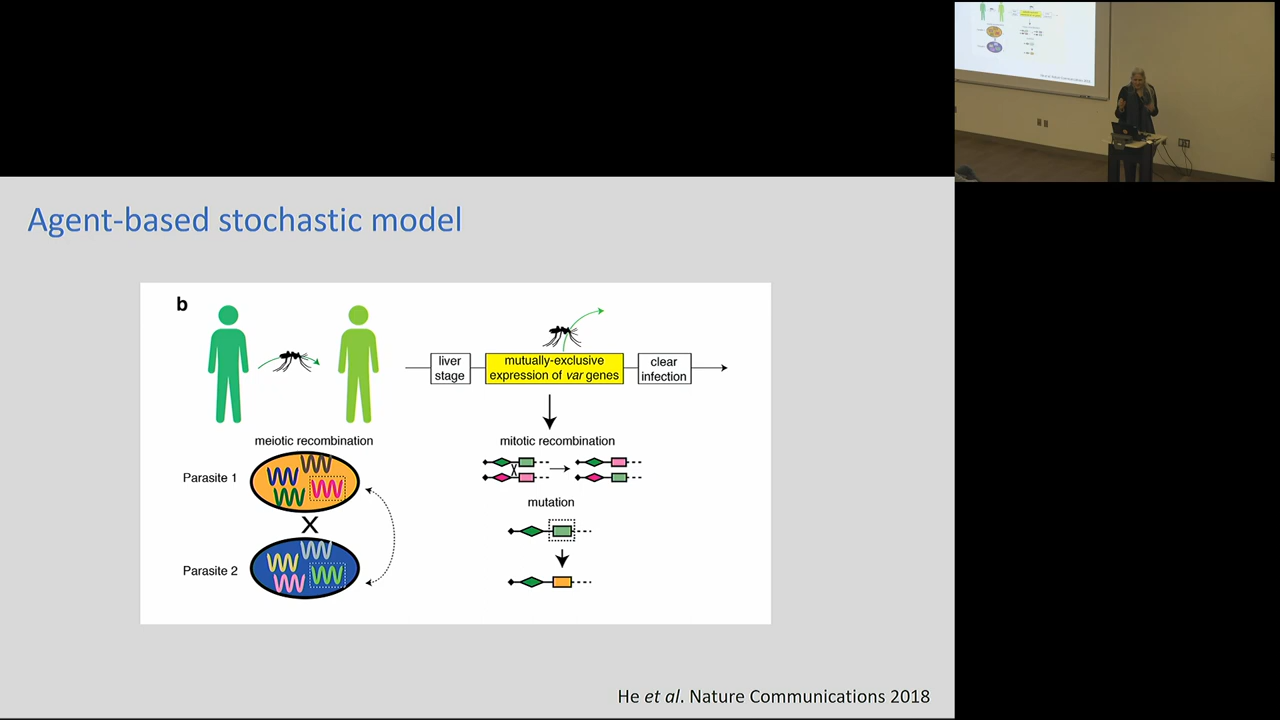 Agent-based stochastic model
b
liver
stage
mutually-exclusive
expression of var genes
clear
infection
meiotic recombination
Parasite 1
X
Parasite 2
mitotic recombination
mutation
He et al. Nature Communications 2018